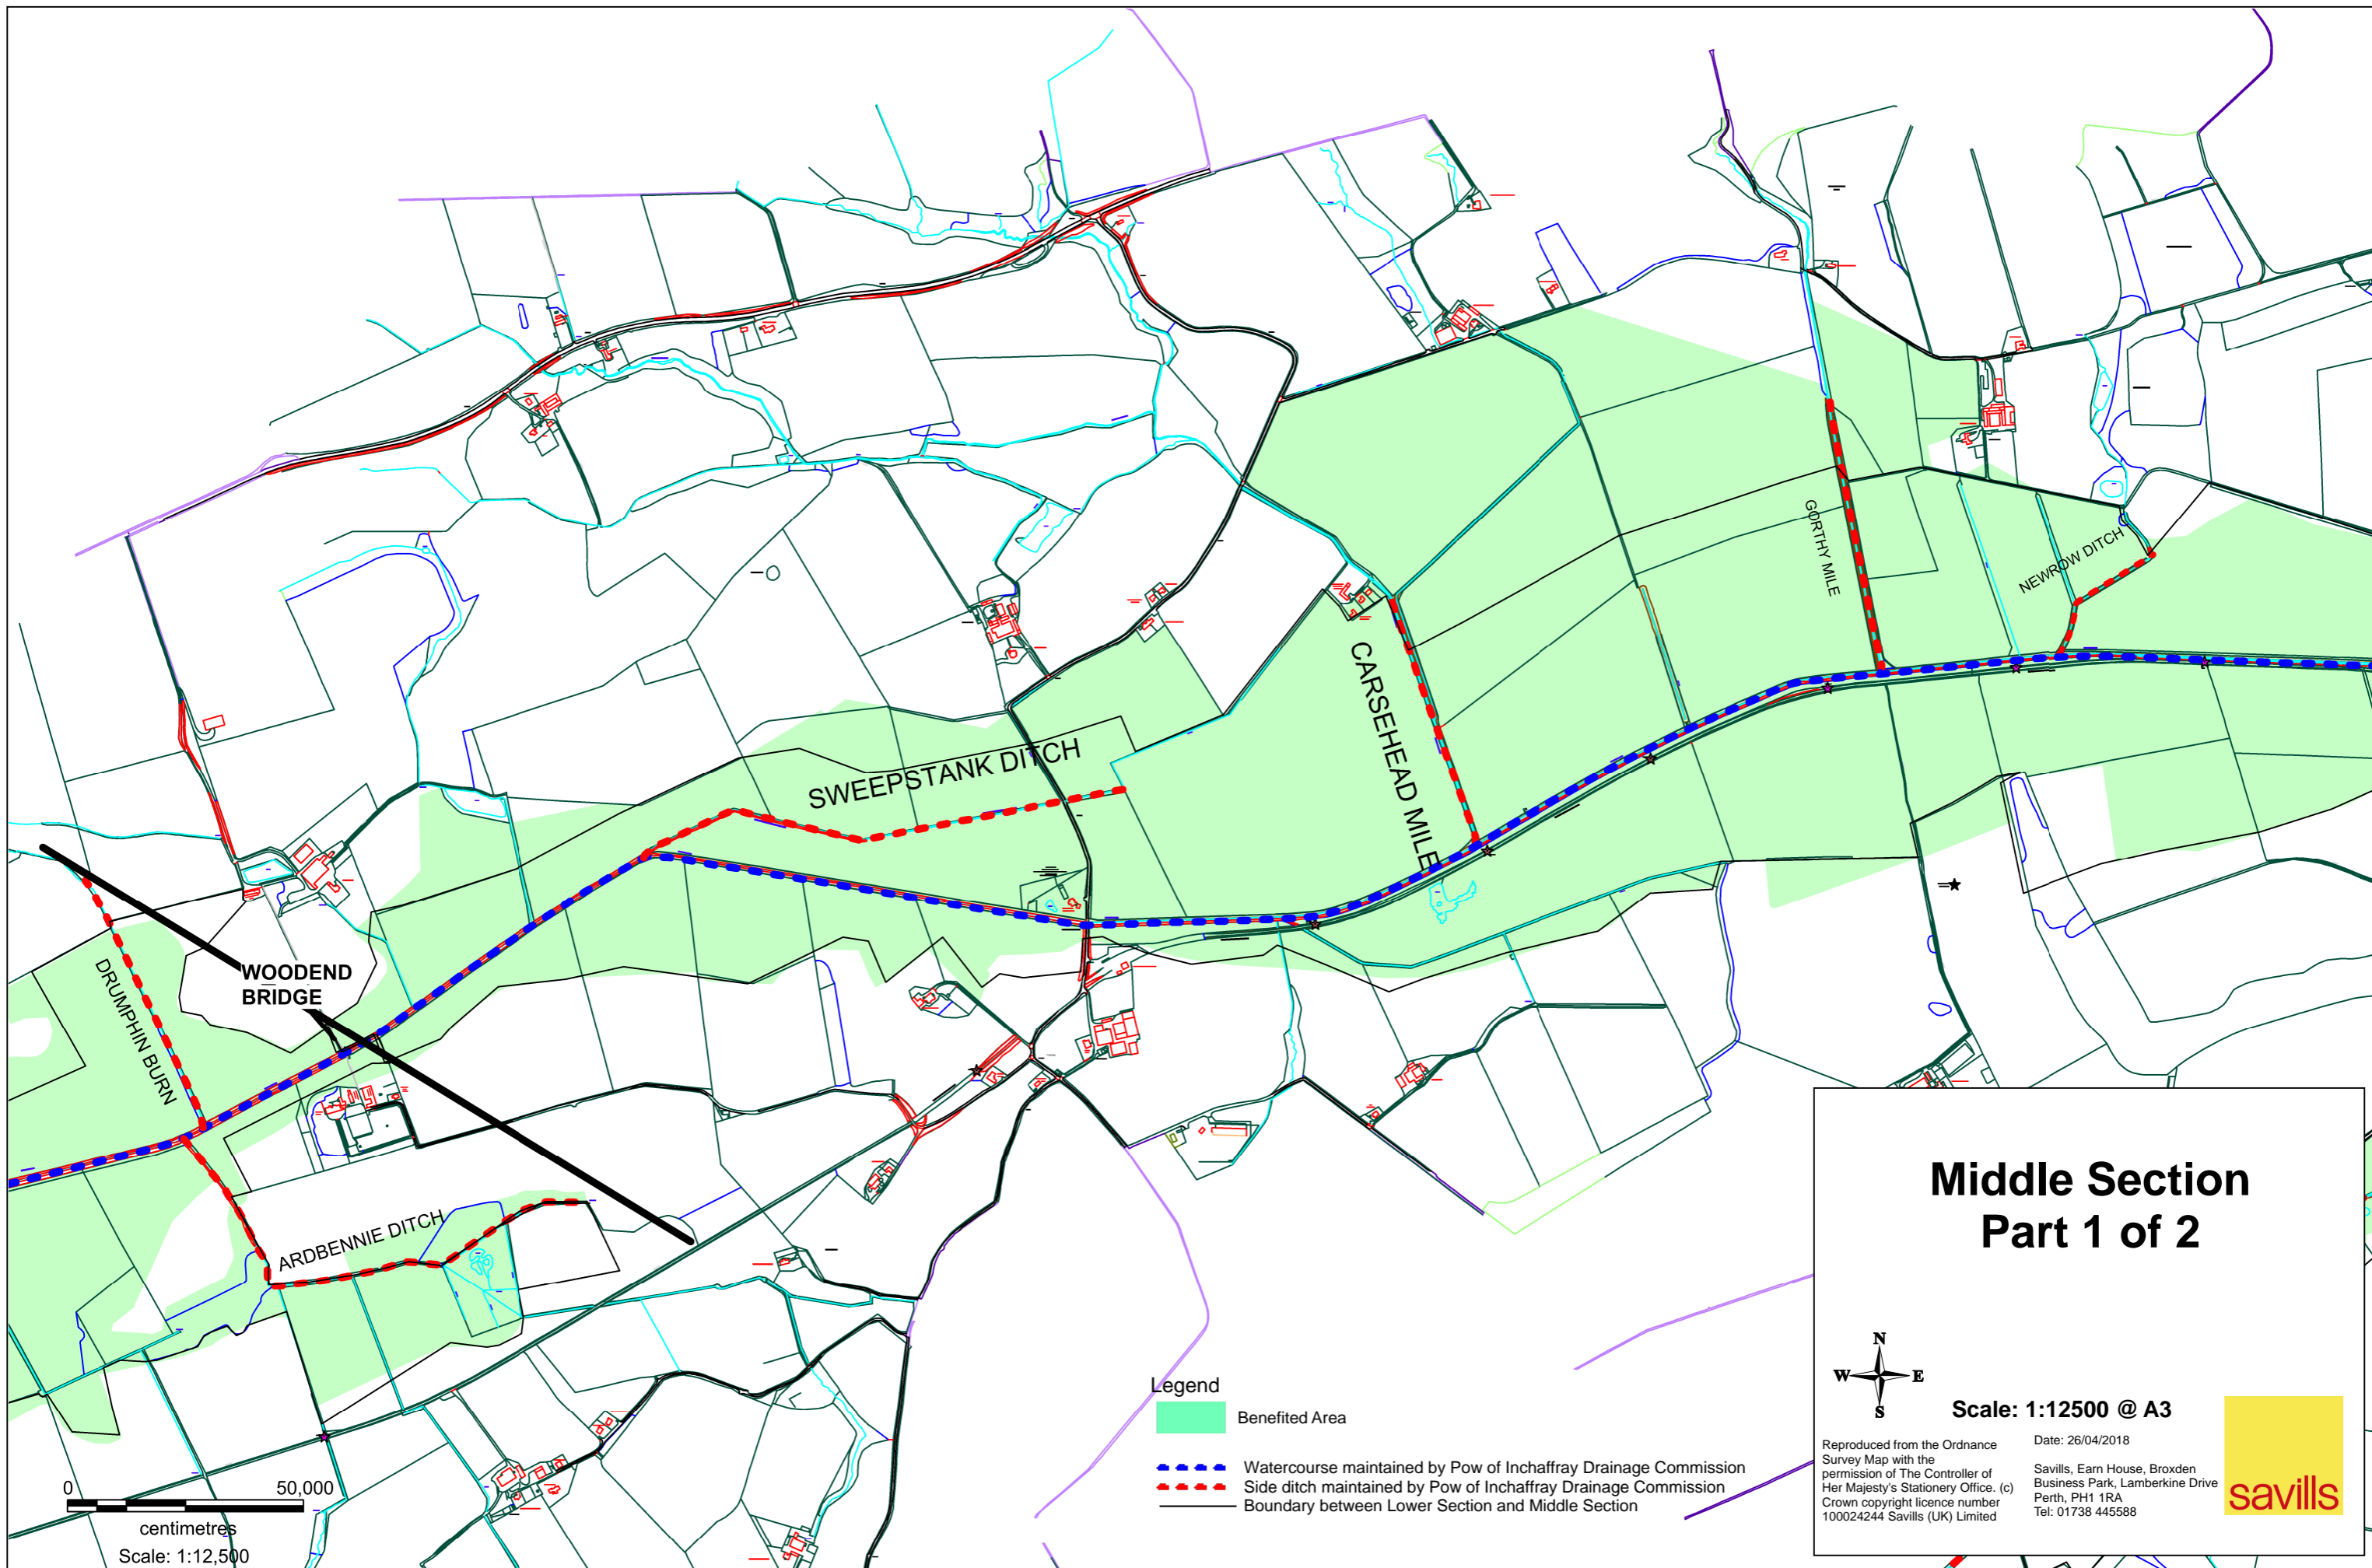 GORTHY MILE
NEWROW DITCH
CARSEHEAD MILE
SWEEPSTANK DITCH
WOODEND
BRIDGE
DRUMPHIN BURN
ARDBENNIE DITCH
Middle Section
Part 1 of 2
N
W E
S
Scale: 1:12500 @ A3
Reproduced from the Ordnance
Survey Map with the
permission of The Controller of
Her Majesty's Stationery Office. (c)
Crown copyright licence number
100024244 Savills (UK) Limited
Date: 26/04/2018
Savills, Earn House, Broxden
Business Park, Lamberkine Drive
Perth, PH1 1RA
Tel: 01738 445588
savills
Legend
Benefited Area
Watercourse maintained by Pow of Inchaffray Drainage Commission
Side ditch maintained by Pow of Inchaffray Drainage Commission
Boundary between Lower Section and Middle Section
0 50,000
centimetres
Scale: 1:12,500